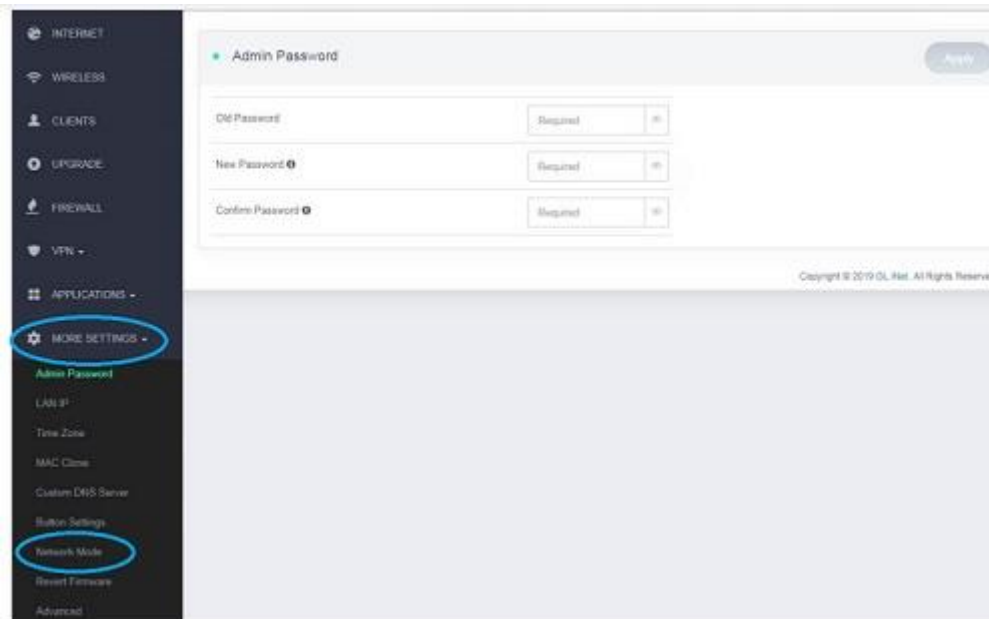 INTERNET
WIRELESS
CLIENTS
UPGRADE
FIREWALL
VPN
APPLICATIONS
MORE SETTINGS
Admin Password
LAN IP
Time Zone
MAC Clone
Custom DNS Server
Button Settings
Network Mode
Revert Firmware
Advanced
Admin Password
Apply
Old Password Required
New Password Required
Confirm Password Required
Copyright © 2019 GL.iNet. All Rights Reserve